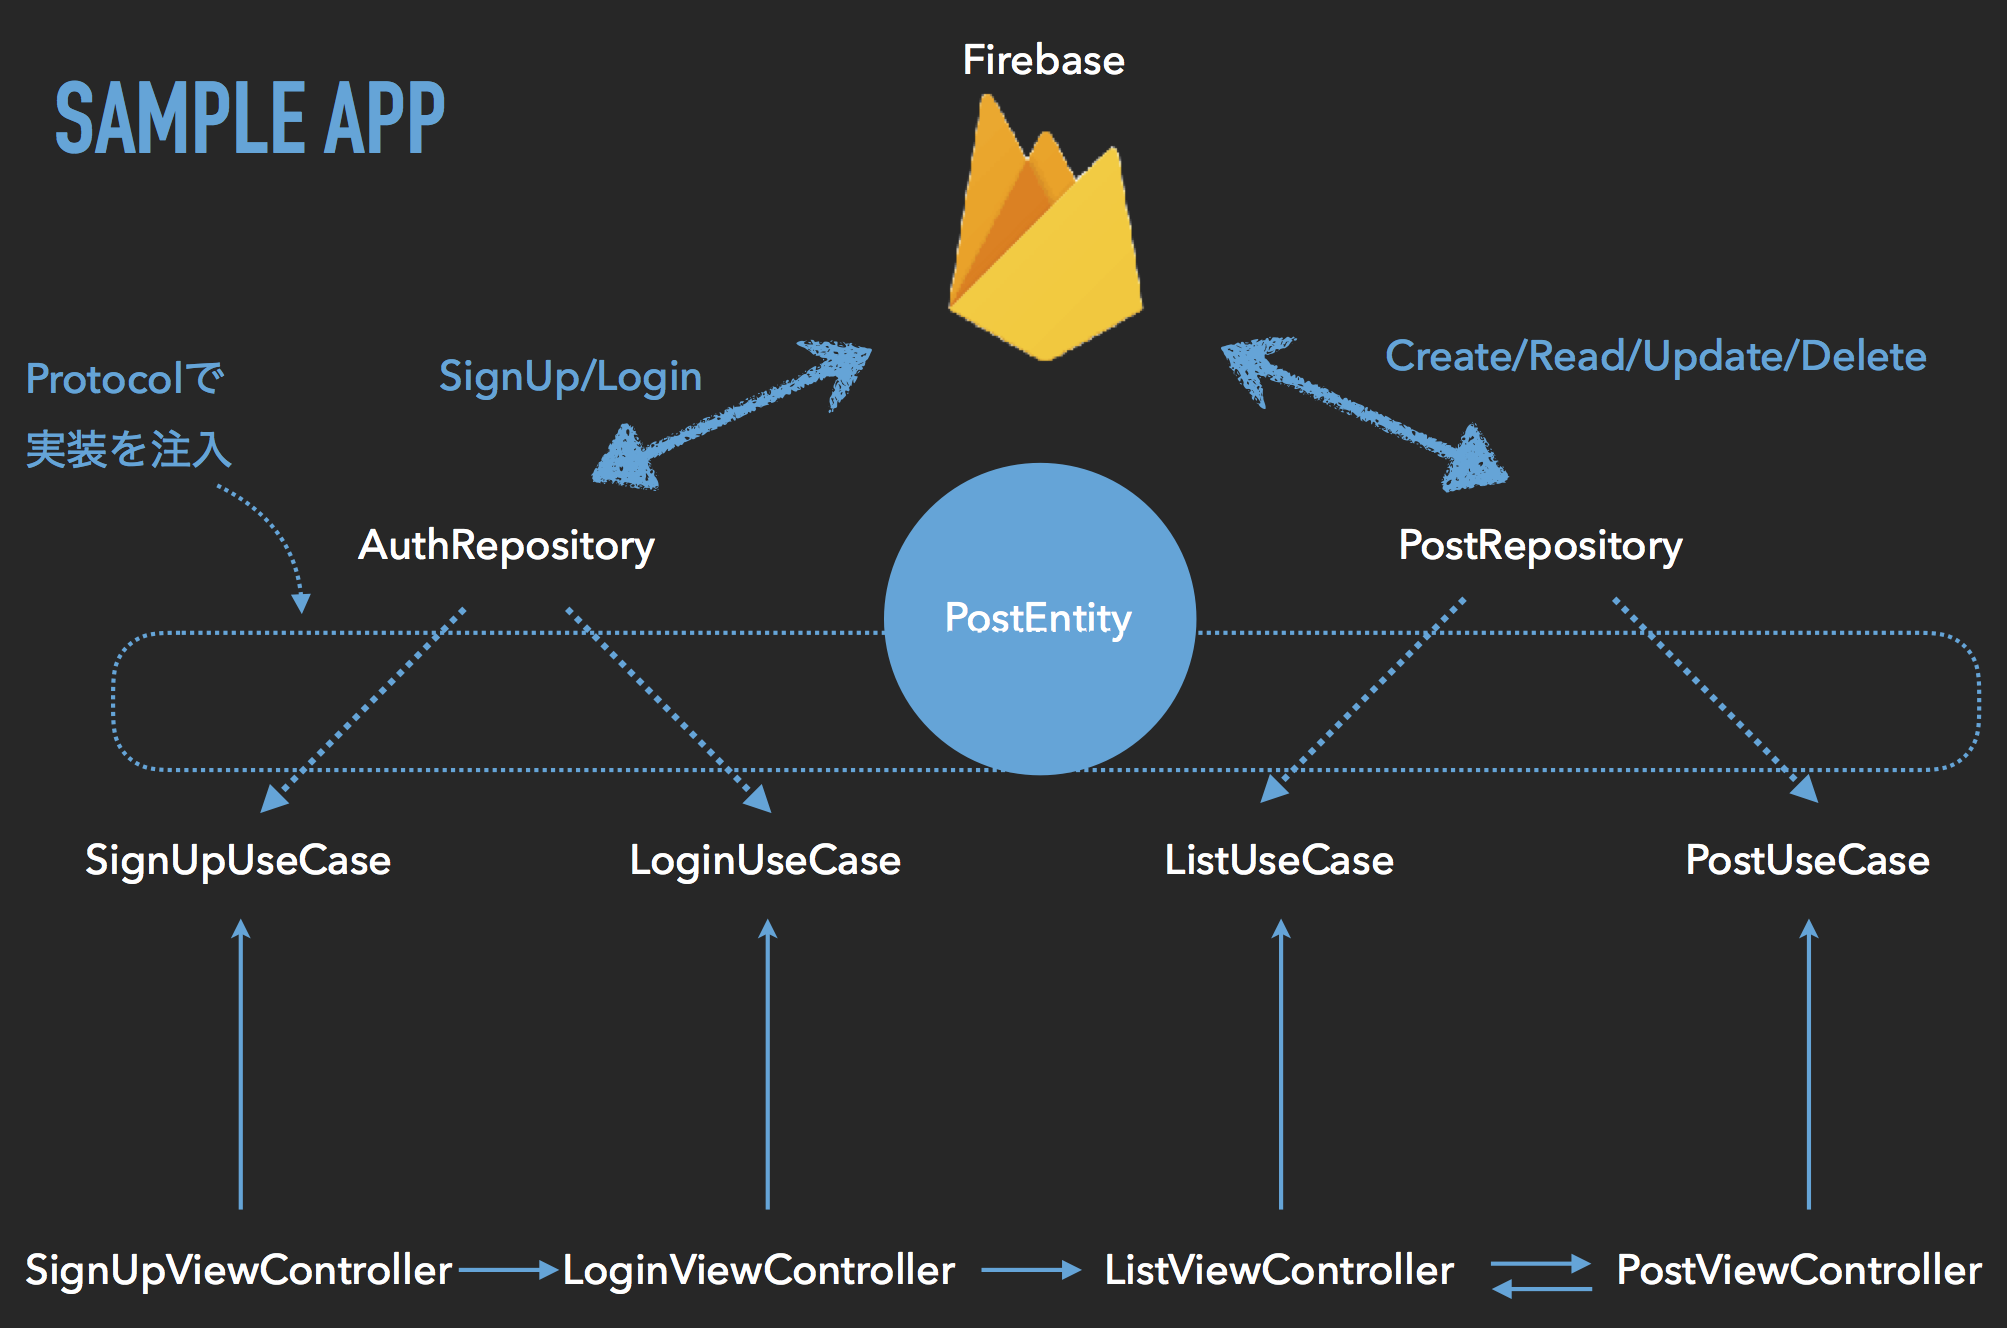 SAMPLE APP
Firebase
SignUp/Login
Create/Read/Update/Delete
Protocolで
実装を注入
AuthRepository
PostRepository
PostEntity
SignUpUseCase
LoginUseCase
ListUseCase
PostUseCase
SignUpViewController
LoginViewController
ListViewController
PostViewController